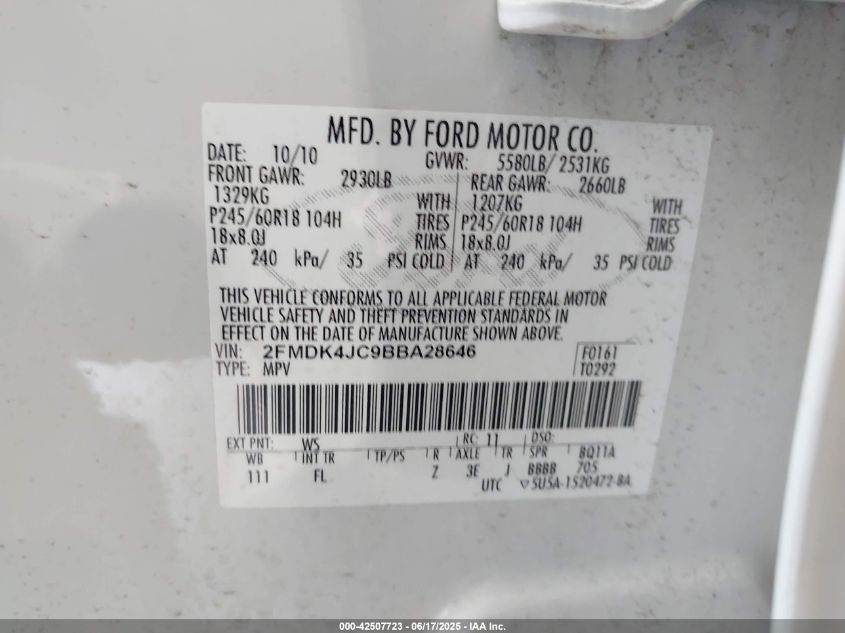 MFD. BY FORD MOTOR CO.
DATE: 10/10 GVWR: 5580LB/ 2531KG
FRONT GAWR: 2930LB REAR GAWR: 2660LB
1329KG WITH 1207KG WITH
P245/60R18 104H TIRES P245/60R18 104H TIRES
18x8.0J RIMS 18x8.0J RIMS
AT 240 kPa/ 35 PSI COLD AT 240 kPa/ 35 PSI COLD
THIS VEHICLE CONFORMS TO ALL APPLICABLE FEDERAL MOTOR
VEHICLE SAFETY AND THEFT PREVENTION STANDARDS IN
EFFECT ON THE DATE OF MANUFACTURE SHOWN ABOVE.
VIN: 2FMDK4JC9BBA28646 F0161
TYPE: MPV T0292
EXT PNT: WS RC: 11 DSO:
WB INT TR TP/PS R AXLE TR SPR BQ11A
111 FL Z 3E J BBBB 705
UTC 5U5A-1520472-BA
000-42507723 - 06/17/2025 - IAA Inc.